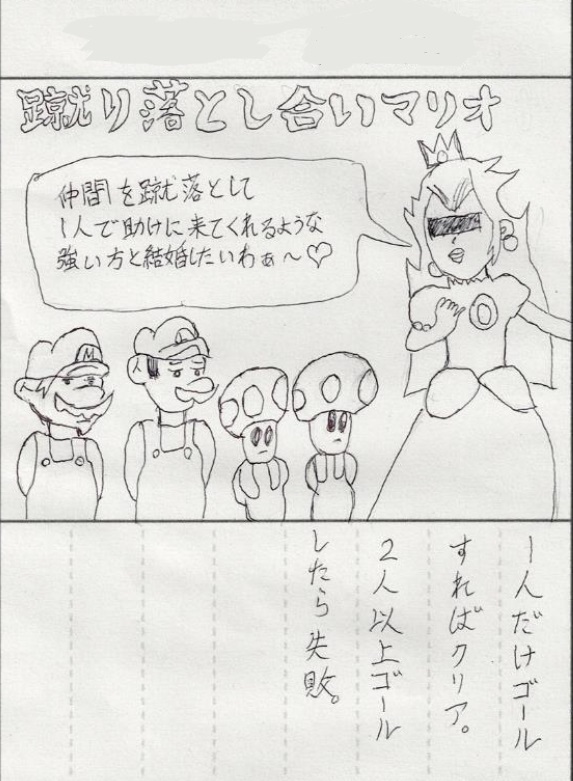 蹴り落とし合いマリオ
仲間を蹴落として
1人で助けに来てくれるような
強い方と結婚したいわぁ～♡
M
1人だけゴール
すればクリア。
2人以上ゴール
したら失敗。